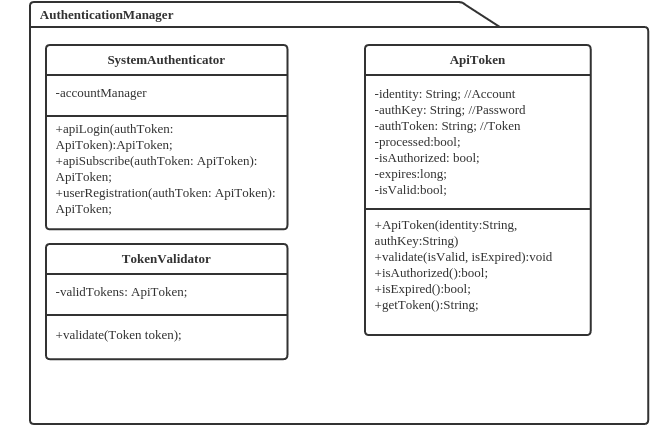 AuthenticationManager
SystemAuthenticator
-accountManager
+apiLogin(authToken:
ApiToken):ApiToken;
+apiSubscribe(authToken: ApiToken):
ApiToken;
+userRegistration(authToken: ApiToken):
ApiToken;
TokenValidator
-validTokens: ApiToken;
+validate(Token token);
ApiToken
-identity: String; //Account
-authKey: String; //Password
-authToken: String; //Token
-processed:bool;
-isAuthorized: bool;
-expires:long;
-isValid:bool;
+ApiToken(identity:String,
authKey:String)
+validate(isValid, isExpired):void
+isAuthorized():bool;
+isExpired():bool;
+getToken():String;